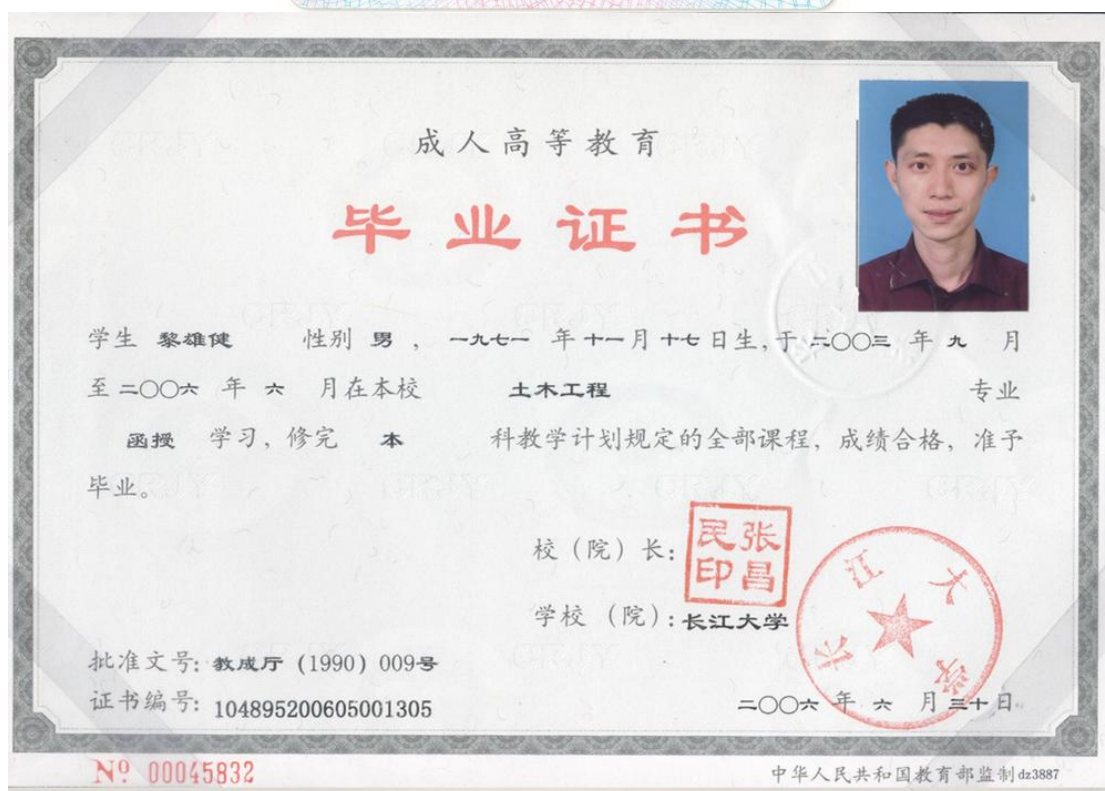 成人高等教育
毕业证书
学生 黎雄健 性别 男 , 一九七一 年 十一 月 十七 日生, 于 二〇〇三 年 九 月
至 二〇〇六 年 六 月在本校 土木工程 专业
函授 学习, 修完 本 科教学计划规定的全部课程, 成绩合格, 准予
毕业。
校（院）长: 张昌民印
学校（院）: 长江大学
长江大学
批准文号: 教成厅 (1990) 009号
证书编号: 104895200605001305
二〇〇六 年 六 月 三十 日
Nº 00045832
中华人民共和国教育部监制 dz3887